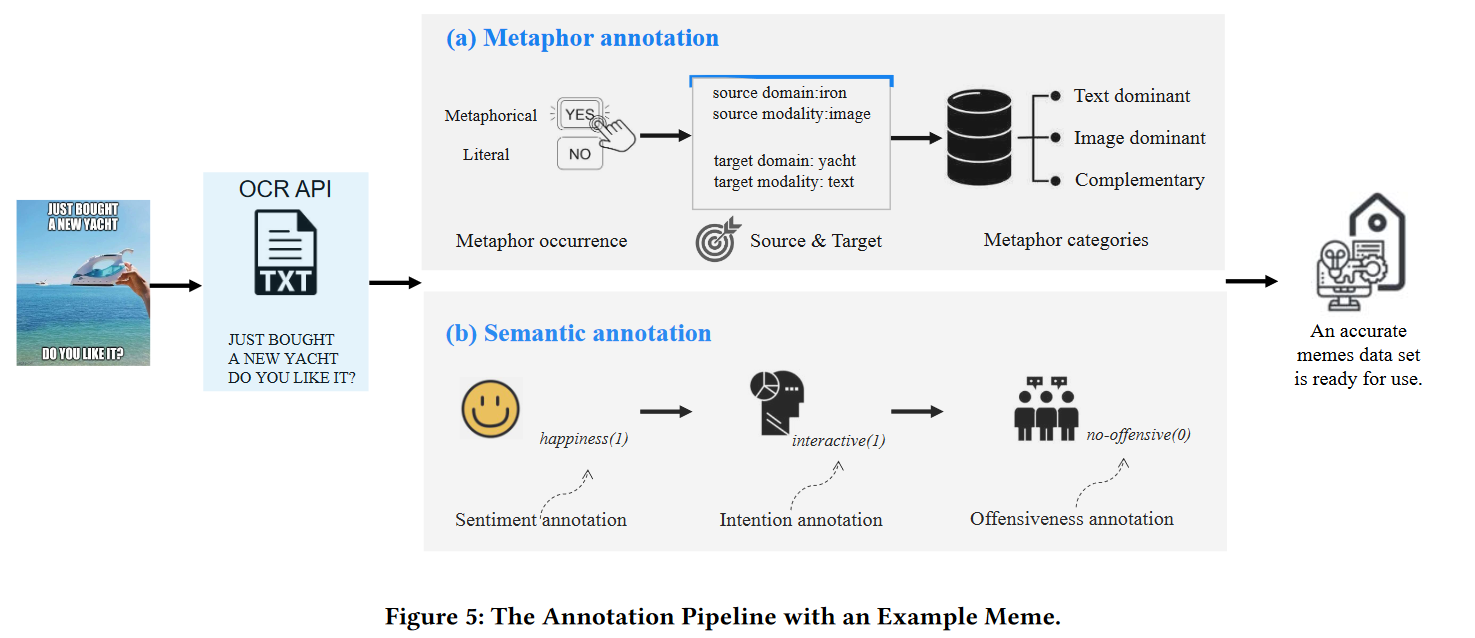 JUST BOUGHT
A NEW YACHT
DO YOU LIKE IT?
OCR API
TXT
JUST BOUGHT
A NEW YACHT
DO YOU LIKE IT?
(a) Metaphor annotation
Metaphorical
YES
Literal
NO
Metaphor occurrence
source domain:iron
source modality:image
target domain: yacht
target modality: text
Source & Target
Text dominant
Image dominant
Complementary
Metaphor categories
(b) Semantic annotation
happiness(1)
Sentiment annotation
interactive(1)
Intention annotation
no-offensive(0)
Offensiveness annotation
An accurate
memes data set
is ready for use.
Figure 5: The Annotation Pipeline with an Example Meme.